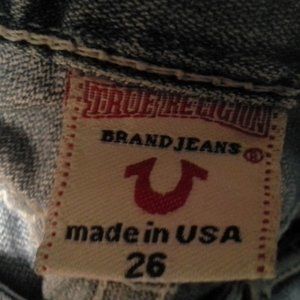 TRUE RELIGION
BRAND JEANS ®
made in USA
26